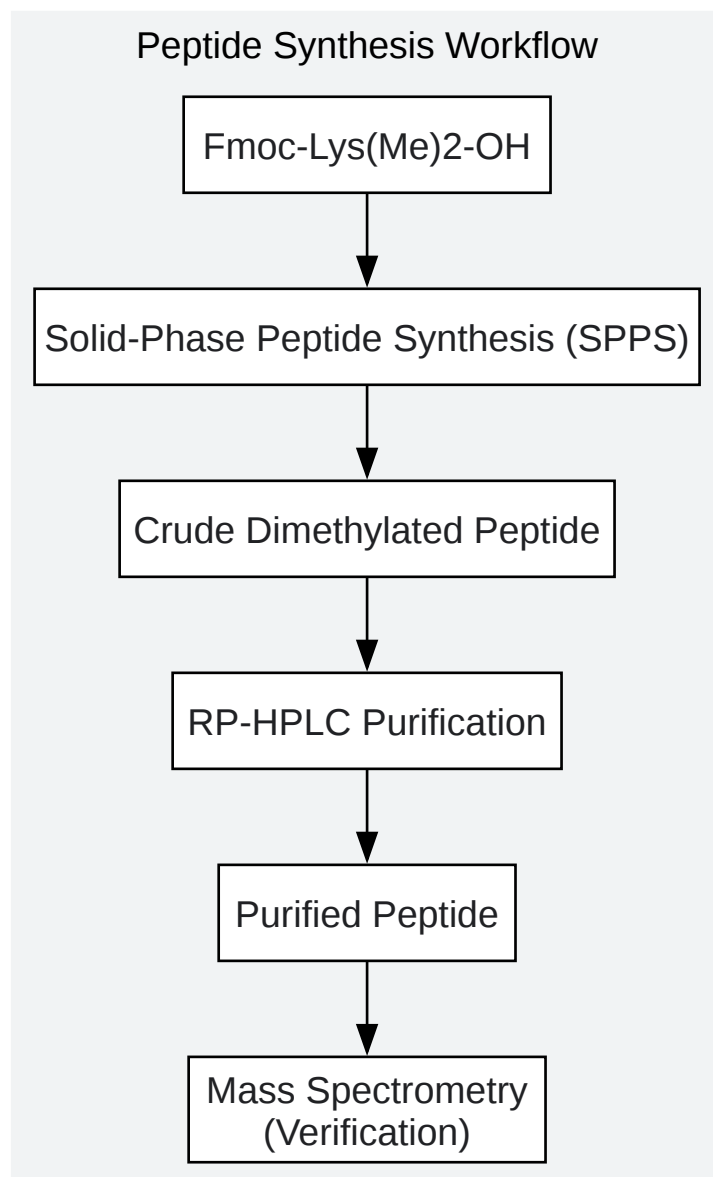 Peptide Synthesis Workflow
Fmoc-Lys(Me)2-OH
Solid-Phase Peptide Synthesis (SPPS)
Crude Dimethylated Peptide
RP-HPLC Purification
Purified Peptide
Mass Spectrometry
(Verification)